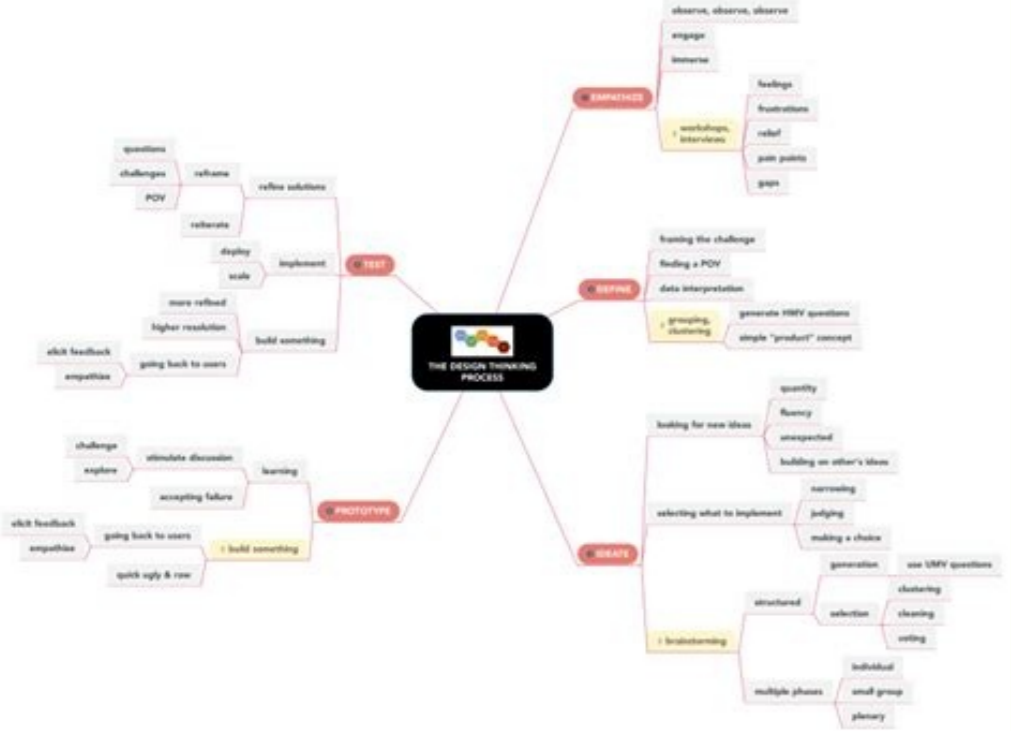 observe, observe, observe
engage
immerse
EMPATHIZE
workshops,
interviews
feelings
frustrations
relief
pain points
gaps
framing the challenge
finding a POV
data interpretation
DEFINE
grouping,
clustering
generate HMV questions
simple "product" concept
THE DESIGN THINKING
PROCESS
looking for new ideas
quantity
fluency
unexpected
building on other's ideas
selecting what to implement
narrowing
judging
making a choice
IDEATE
brainstorming
structured
generation
use UMV questions
selection
clustering
cleaning
voting
multiple phases
individual
small group
plenary
PROTOTYPE
learning
stimulate discussion
challenge
explore
accepting failure
build something
going back to users
elicit feedback
empathize
quick ugly & raw
TEST
refine solutions
reframe
questions
challenges
POV
reiterate
implement
deploy
scale
build something
more refined
higher resolution
going back to users
elicit feedback
empathize